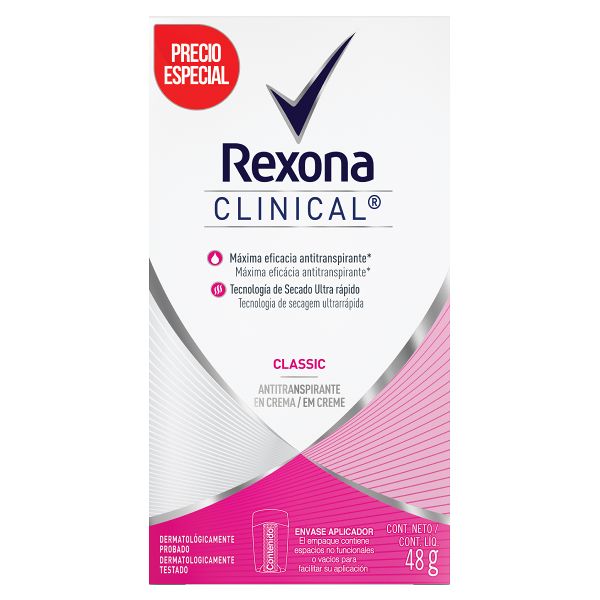 PRECIO
ESPECIAL
Rexona
CLINICAL®
Máxima eficacia antitranspirante*
Máxima eficácia antitranspirante*
Tecnología de Secado Ultra rápido
Tecnologia de secagem ultrarrápida
CLASSIC
ANTITRANSPIRANTE
EN CREMA / EM CREME
DERMATOLÓGICAMENTE
PROBADO
DERMATOLOGICAMENTE
TESTADO
Contenido
ENVASE APLICADOR
El empaque contiene
espacios no funcionales
o vacíos para
facilitar su aplicación
CONT. NETO /
CONT. LÍQ.
48 g